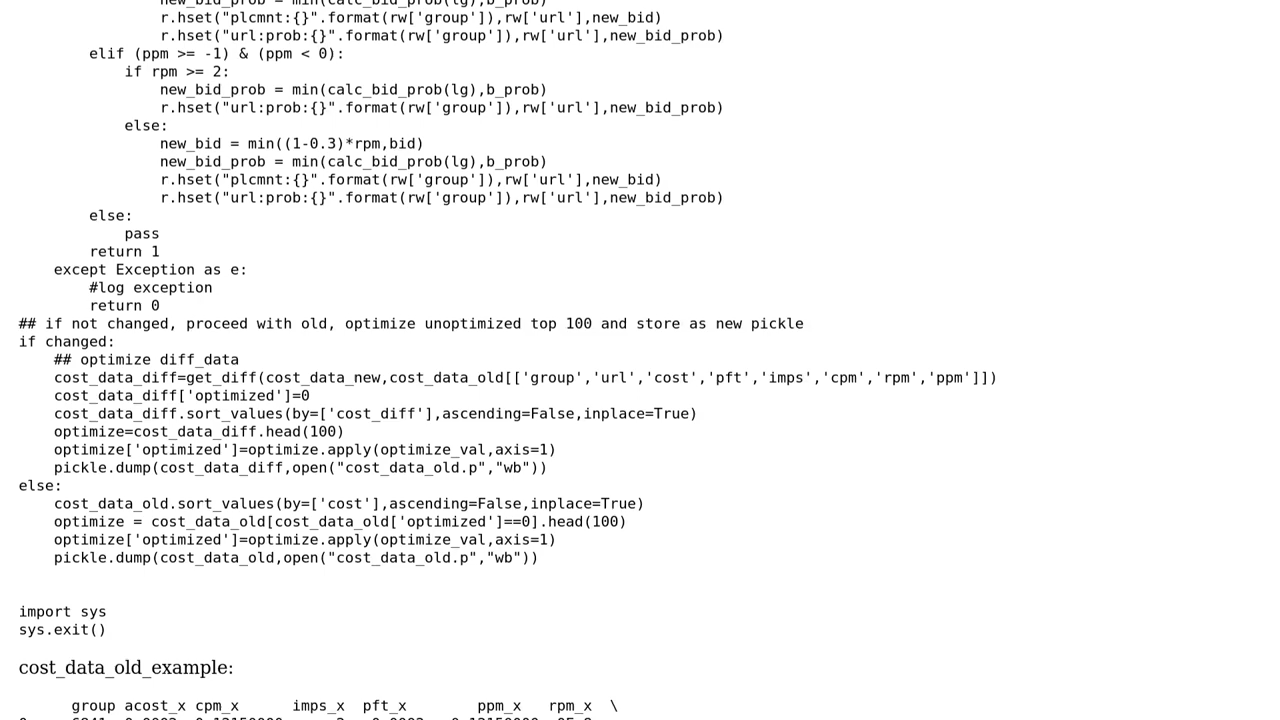 new_bid_prob = min(calc_bid_prob(lg),b_prob)
r.hset("plcmnt:{}".format(rw['group']),rw['url'],new_bid)
r.hset("url:prob:{}".format(rw['group']),rw['url'],new_bid_prob)
elif (ppm >= -1) & (ppm < 0):
if rpm >= 2:
new_bid_prob = min(calc_bid_prob(lg),b_prob)
r.hset("url:prob:{}".format(rw['group']),rw['url'],new_bid_prob)
else:
new_bid = min((1-0.3)*rpm,bid)
new_bid_prob = min(calc_bid_prob(lg),b_prob)
r.hset("plcmnt:{}".format(rw['group']),rw['url'],new_bid)
r.hset("url:prob:{}".format(rw['group']),rw['url'],new_bid_prob)
else:
pass
return 1
except Exception as e:
#log exception
return 0
## if not changed, proceed with old, optimize unoptimized top 100 and store as new pickle
if changed:
## optimize diff_data
cost_data_diff=get_diff(cost_data_new,cost_data_old[['group','url','cost','pft','imps','cpm','rpm','ppm']])
cost_data_diff['optimized']=0
cost_data_diff.sort_values(by=['cost_diff'],ascending=False,inplace=True)
optimize=cost_data_diff.head(100)
optimize['optimized']=optimize.apply(optimize_val,axis=1)
pickle.dump(cost_data_diff,open("cost_data_old.p","wb"))
else:
cost_data_old.sort_values(by=['cost'],ascending=False,inplace=True)
optimize = cost_data_old[cost_data_old['optimized']==0].head(100)
optimize['optimized']=optimize.apply(optimize_val,axis=1)
pickle.dump(cost_data_old,open("cost_data_old.p","wb"))
import sys
sys.exit()
cost_data_old_example:
group acost_x cpm_x imps_x pft_x ppm_x rpm_x \